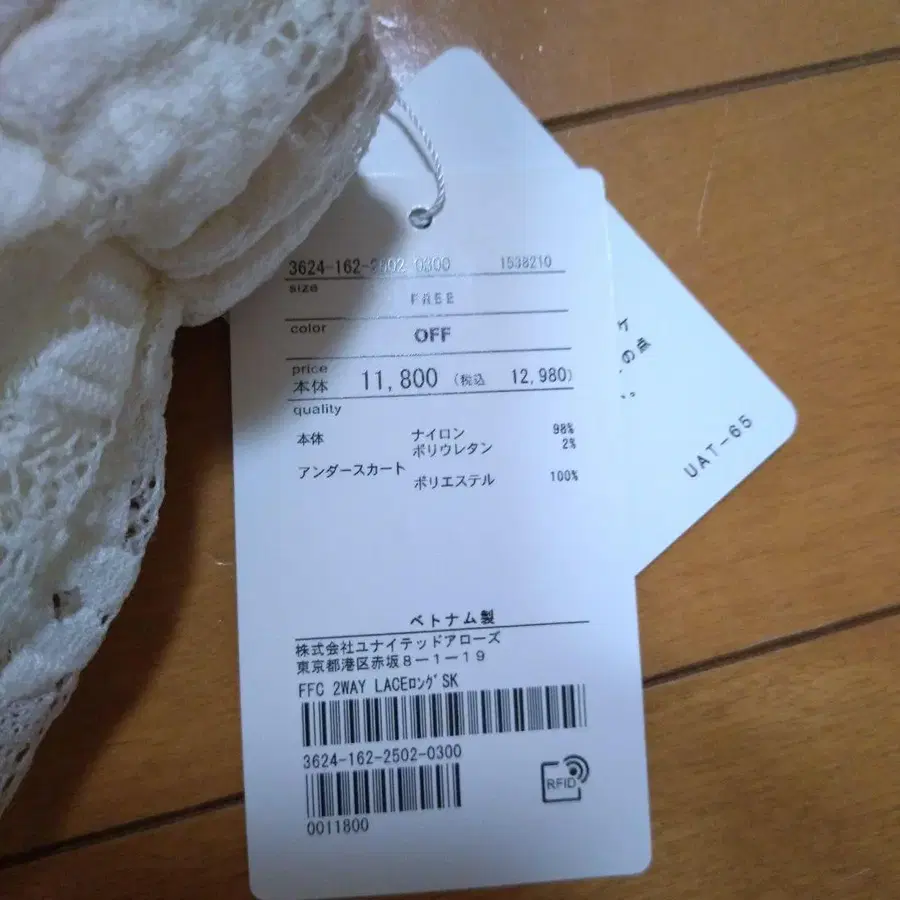 3624-162-2502 0300 1538210
size
FREE
color
OFF
price
本体 11,800 (税込 12,980)
quality
本体 ナイロン 98%
ポリウレタン 2%
アンダースカート
ポリエステル 100%
ベトナム製
株式会社ユナイテッドアローズ
東京都港区赤坂8-1-19
FFC 2WAY LACEﾛﾝｸﾞSK
3624-162-2502-0300
RFID
0011800
ケ
の点
UAT-65